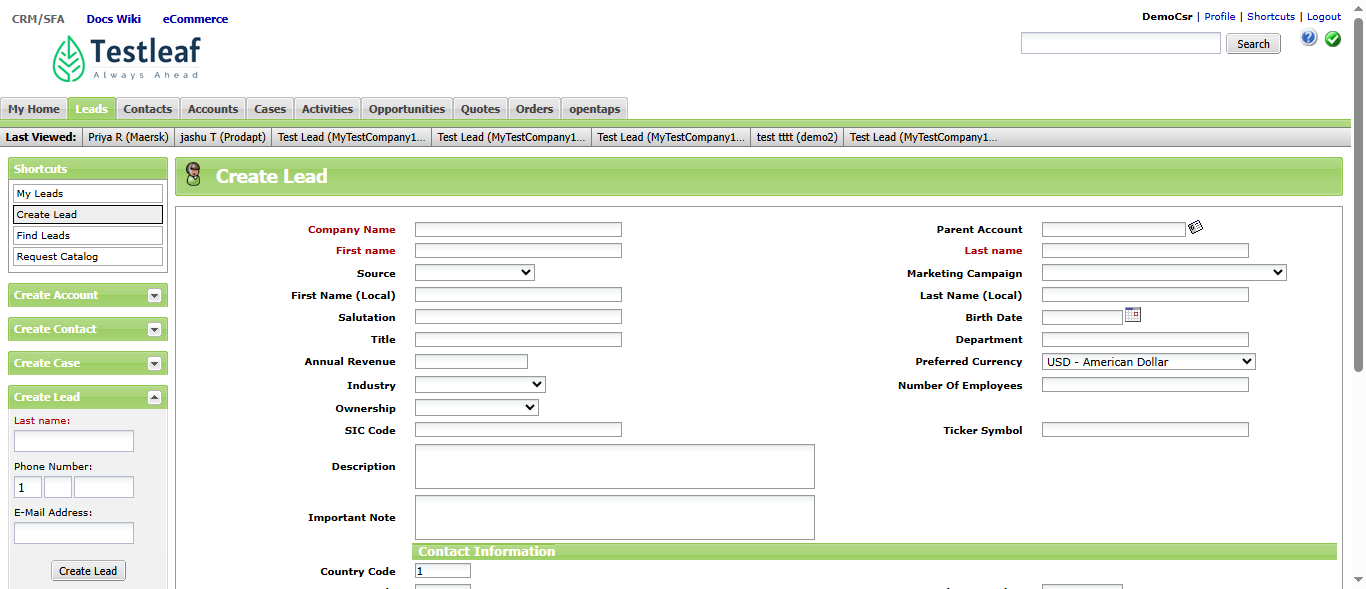 CRM/SFA Docs Wiki eCommerce
DemoCsr | Profile | Shortcuts | Logout
Testleaf
Always Ahead
Search
My Home Leads Contacts Accounts Cases Activities Opportunities Quotes Orders opentaps
Last Viewed: Priya R (Maersk) jashu T (Prodapt) Test Lead (MyTestCompany1... Test Lead (MyTestCompany1... Test Lead (MyTestCompany1... test tttt (demo2) Test Lead (MyTestCompany1...
Shortcuts
My Leads
Create Lead
Find Leads
Request Catalog
Create Account
Create Contact
Create Case
Create Lead
Last name:
Phone Number:
1
E-Mail Address:
Create Lead
Create Lead
Company Name Parent Account
First name Last name
Source Marketing Campaign
First Name (Local) Last Name (Local)
Salutation Birth Date
Title Department
Annual Revenue Preferred Currency USD - American Dollar
Industry Number Of Employees
Ownership
SIC Code Ticker Symbol
Description
Important Note
Contact Information
Country Code 1